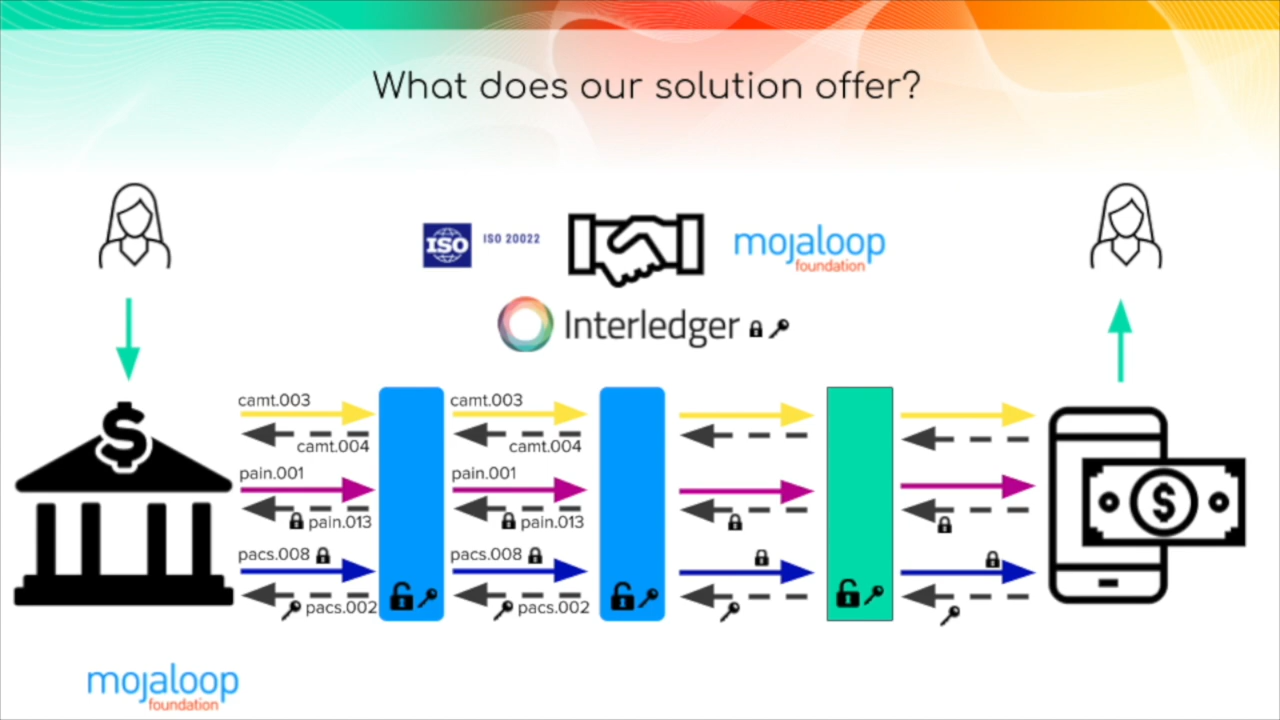 What does our solution offer?
ISO
ISO 20022
mojaloop
foundation
Interledger
camt.003
camt.003
camt.004
camt.004
pain.001
pain.001
pain.013
pain.013
pacs.008
pacs.008
pacs.002
pacs.002
$
$
mojaloop
foundation